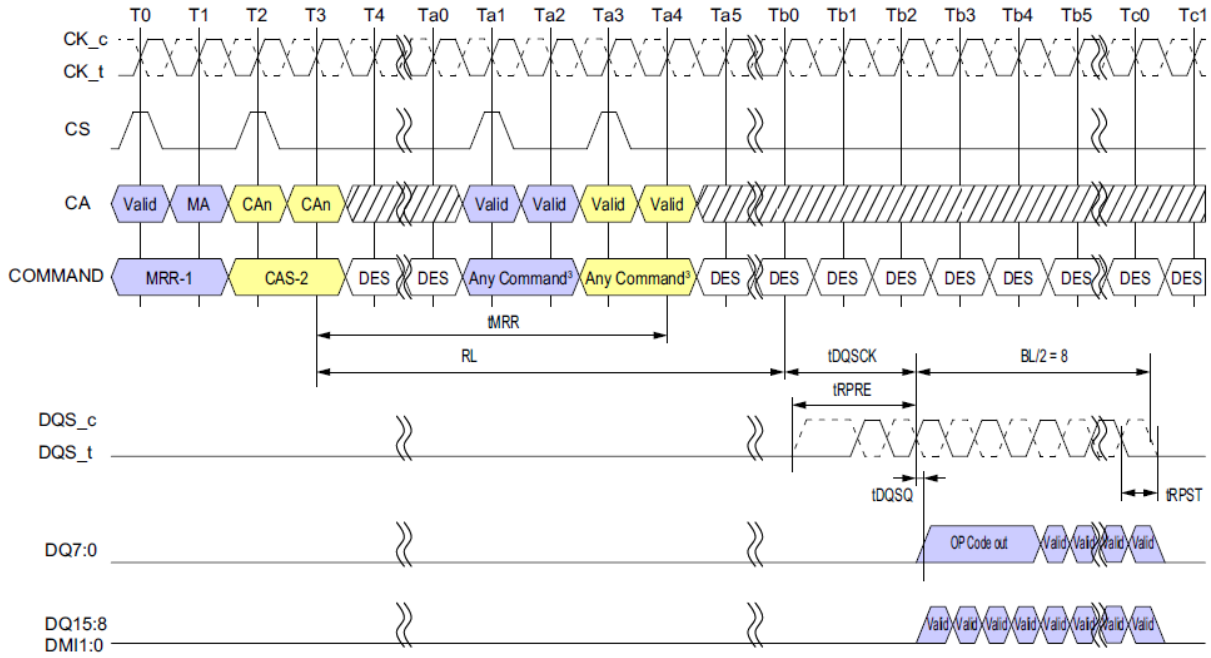 T0 T1 T2 T3 T4 Ta0 Ta1 Ta2 Ta3 Ta4 Ta5 Tb0 Tb1 Tb2 Tb3 Tb4 Tb5 Tc0 Tc1
CK_c
CK_t
CS
CA Valid MA CAn CAn Valid Valid Valid Valid
COMMAND MRR-1 CAS-2 DES DES Any Command³ Any Command³ DES DES DES DES DES DES DES DES DES
tMRR
RL tDQSCK BL/2 = 8
tRPRE
DQS_c
DQS_t
tDQSQ tRPST
DQ7:0 OP Code out Valid Valid Valid Valid
DQ15:8 Valid Valid Valid Valid Valid Valid Valid Valid
DMI1:0